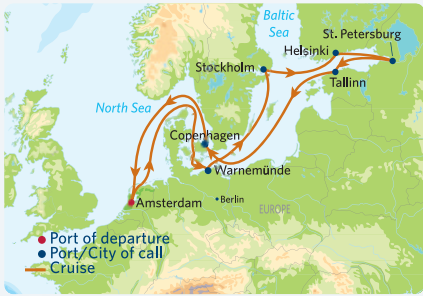 Baltic
Sea
St. Petersburg
Helsinki
Stockholm
Tallinn
North Sea
Copenhagen
Warnemünde
Amsterdam
Berlin
EUROPE
Port of departure
Port/City of call
Cruise